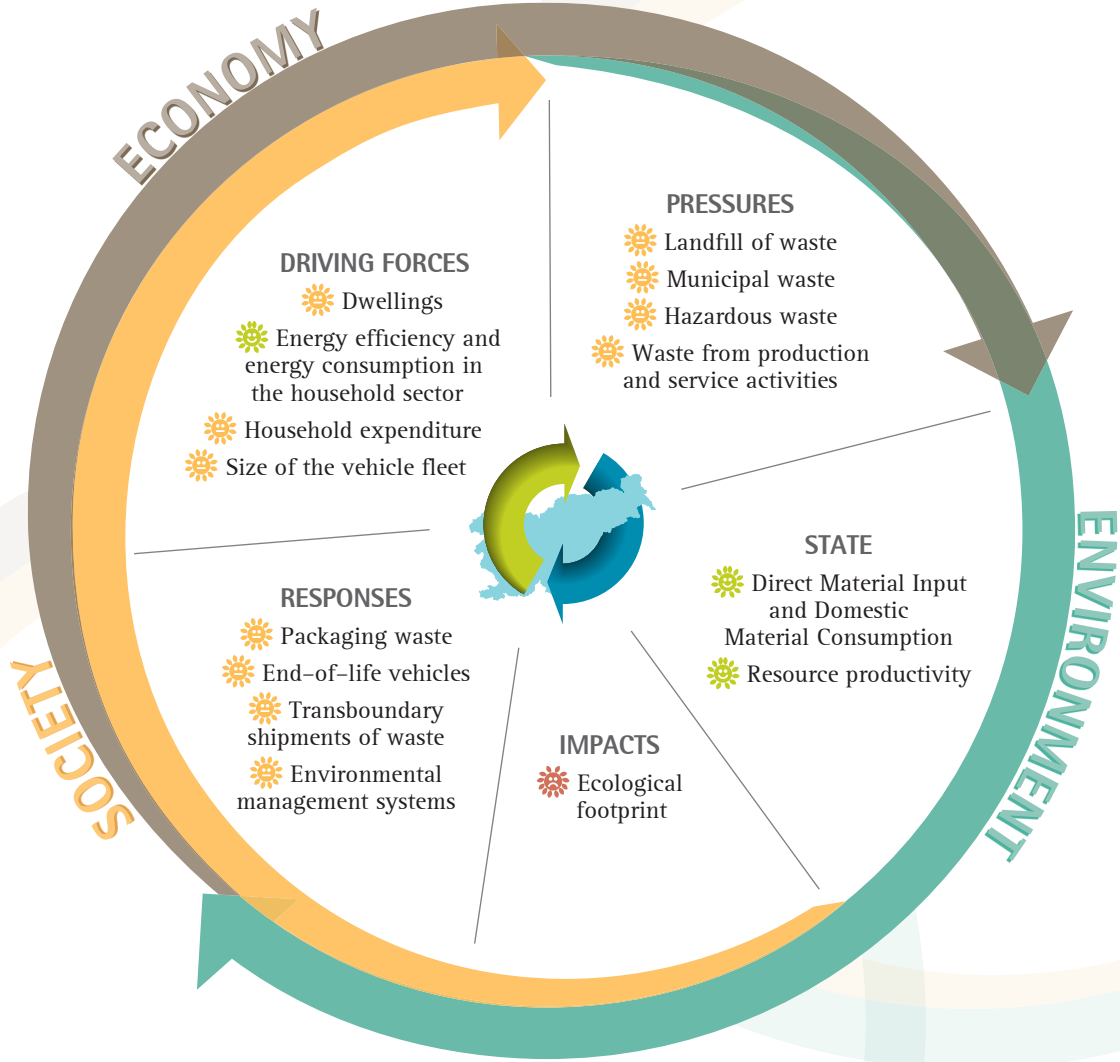 ECONOMY
DRIVING FORCES
Dwellings
Energy efficiency and
energy consumption in
the household sector
Household expenditure
Size of the vehicle fleet
PRESSURES
Landfill of waste
Municipal waste
Hazardous waste
Waste from production
and service activities
STATE
Direct Material Input
and Domestic
Material Consumption
Resource productivity
IMPACTS
Ecological
footprint
RESPONSES
Packaging waste
End-of-life vehicles
Transboundary
shipments of waste
Environmental
management systems
ENVIRONMENT
SOCIETY